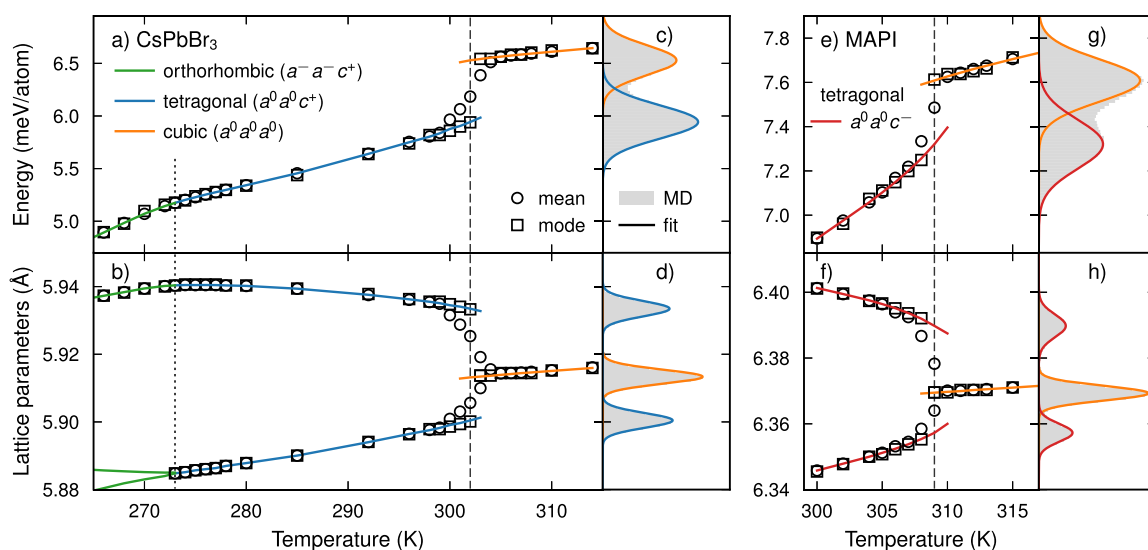 a) CsPbBr₃
orthorhombic (a⁻a⁻c⁺)
tetragonal (a⁰a⁰c⁺)
cubic (a⁰a⁰a⁰)
mean
mode
MD
fit
Energy (meV/atom)
6.5
6.0
5.5
5.0
c)
b)
Lattice parameters (Å)
5.94
5.92
5.90
5.88
270
280
290
300
310
Temperature (K)
d)
e) MAPI
tetragonal
a⁰a⁰c⁻
7.8
7.6
7.4
7.2
7.0
g)
f)
6.40
6.38
6.36
6.34
300
305
310
315
Temperature (K)
h)